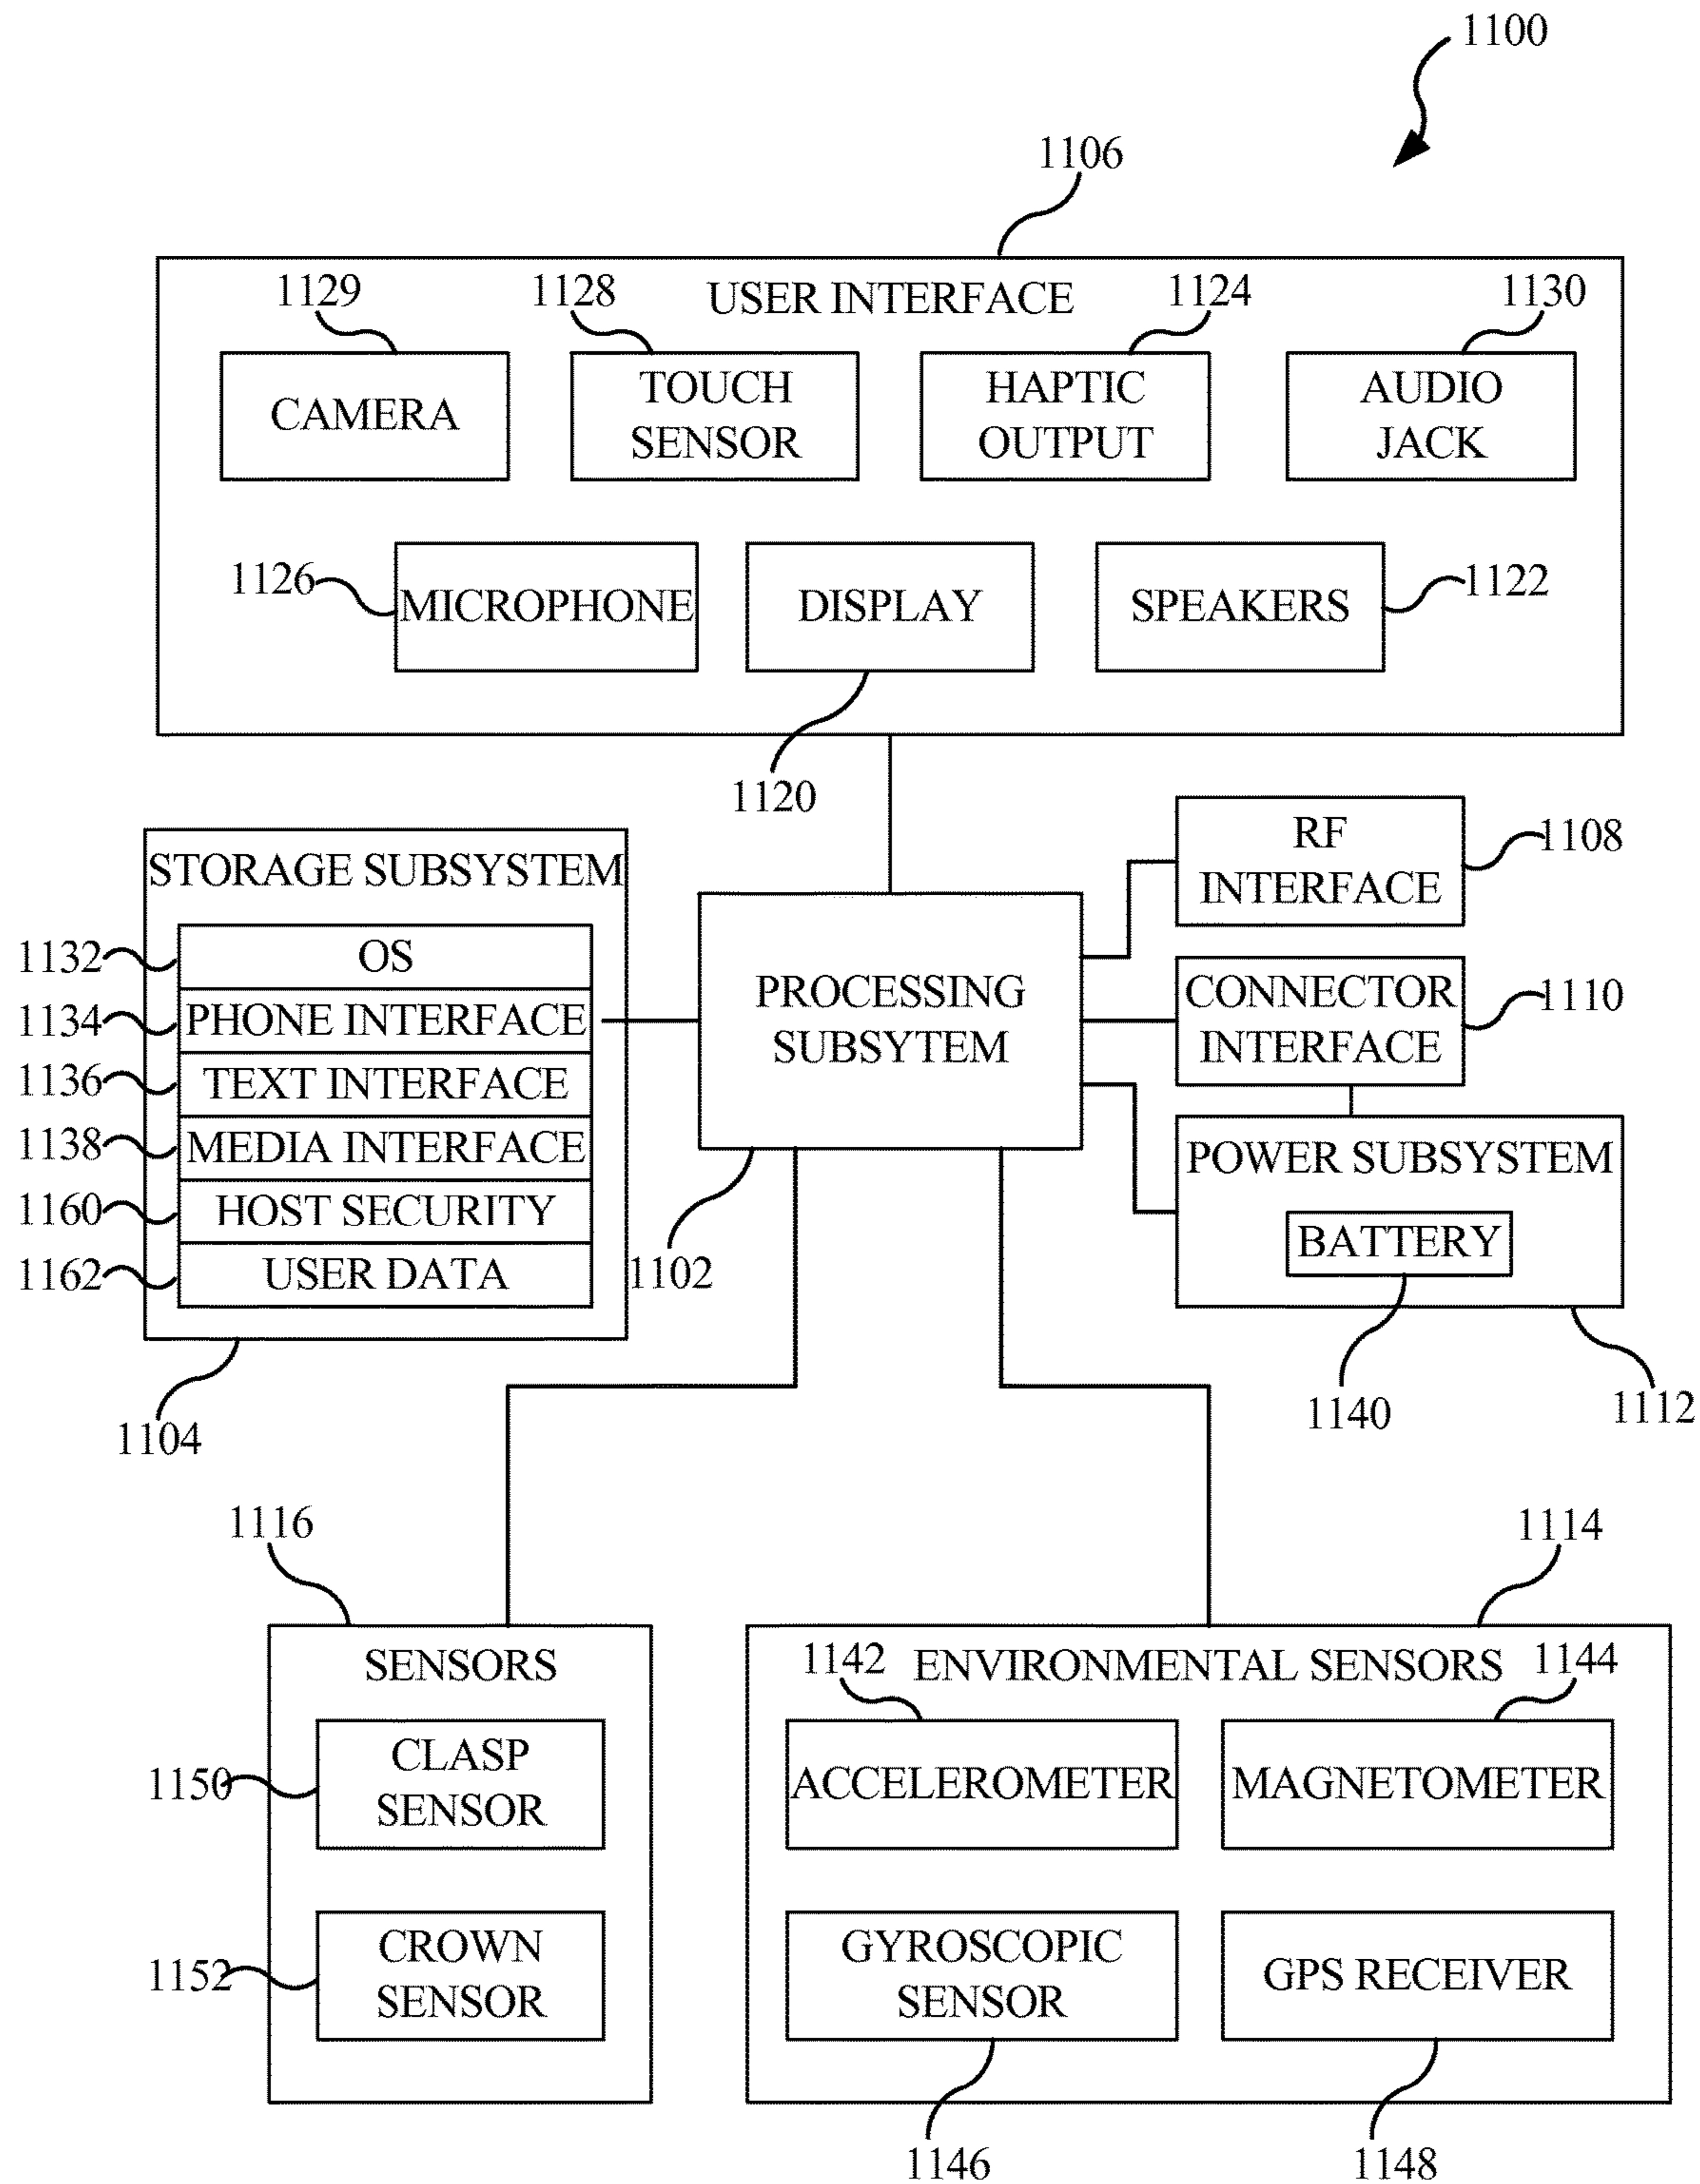 1100
1106
USER INTERFACE
1129
1128
1124
1130
CAMERA
TOUCH
SENSOR
HAPTIC
OUTPUT
AUDIO
JACK
1126
MICROPHONE
DISPLAY
SPEAKERS
1122
1120
STORAGE SUBSYSTEM
1132
OS
1134
PHONE INTERFACE
1136
TEXT INTERFACE
1138
MEDIA INTERFACE
1160
HOST SECURITY
1162
USER DATA
1104
PROCESSING
SUBSYTEM
1102
RF
INTERFACE
1108
CONNECTOR
INTERFACE
1110
POWER SUBSYSTEM
BATTERY
1140
1112
1116
SENSORS
1150
CLASP
SENSOR
1152
CROWN
SENSOR
1114
1142
ENVIRONMENTAL SENSORS
1144
ACCELEROMETER
MAGNETOMETER
GYROSCOPIC
SENSOR
GPS RECEIVER
1146
1148